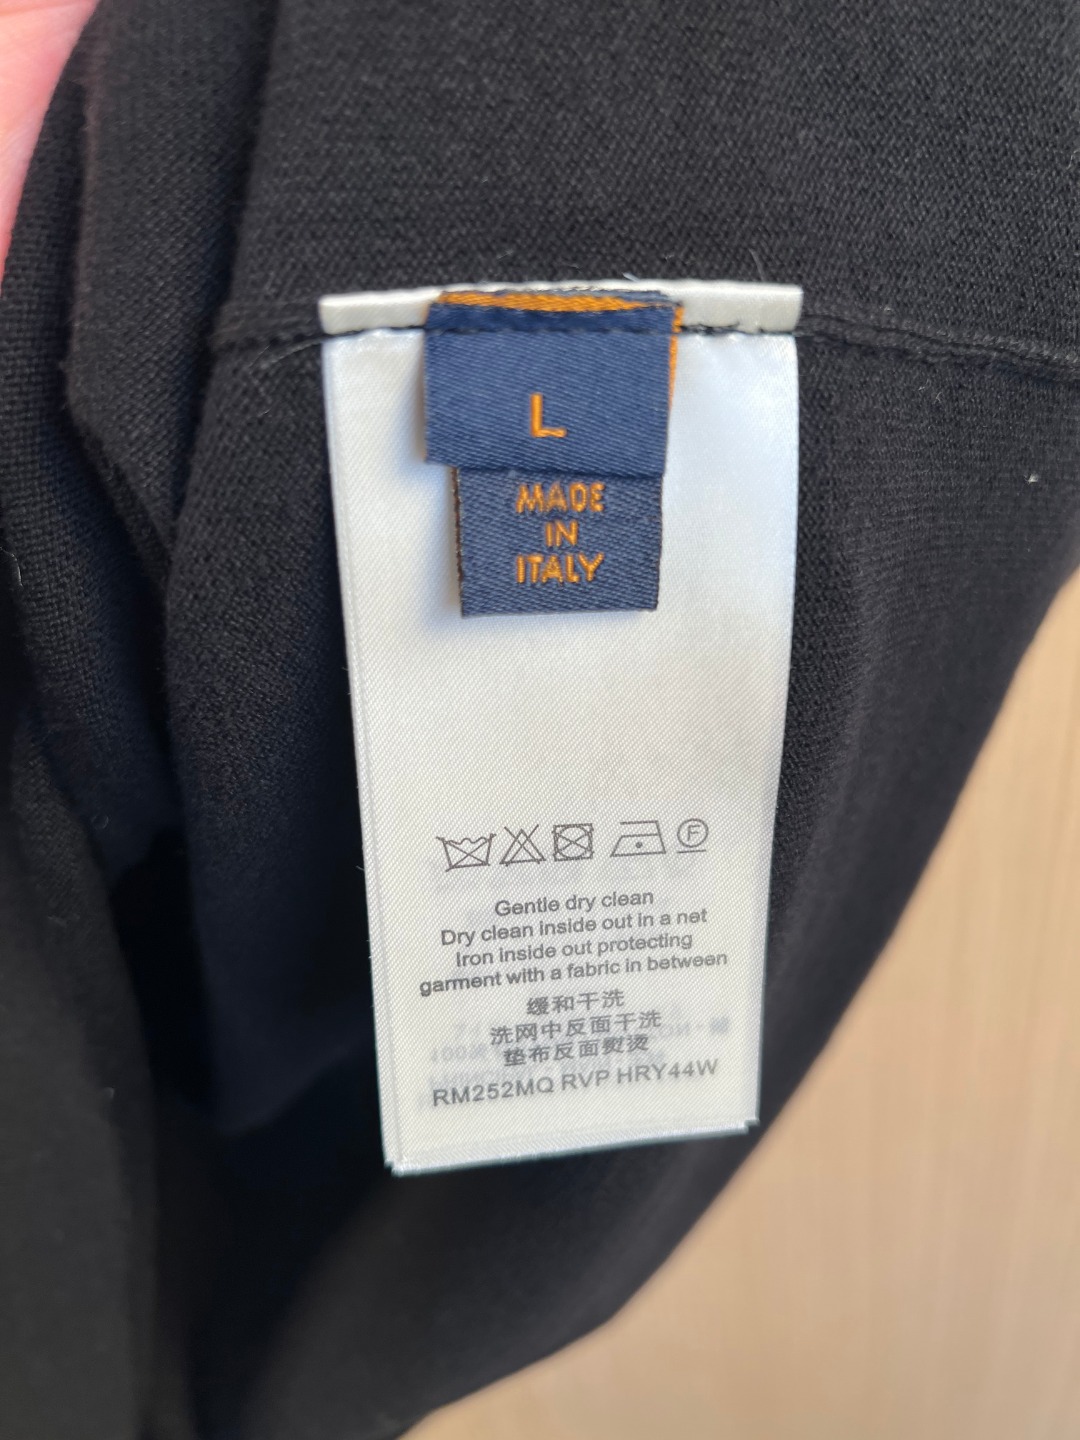 L
MADE
IN
ITALY
F
Gentle dry clean
Dry clean inside out in a net
Iron inside out protecting
garment with a fabric in between
缓和干洗
洗网中反面干洗
垫布反面熨烫
RM252MQ RVP HRY44W